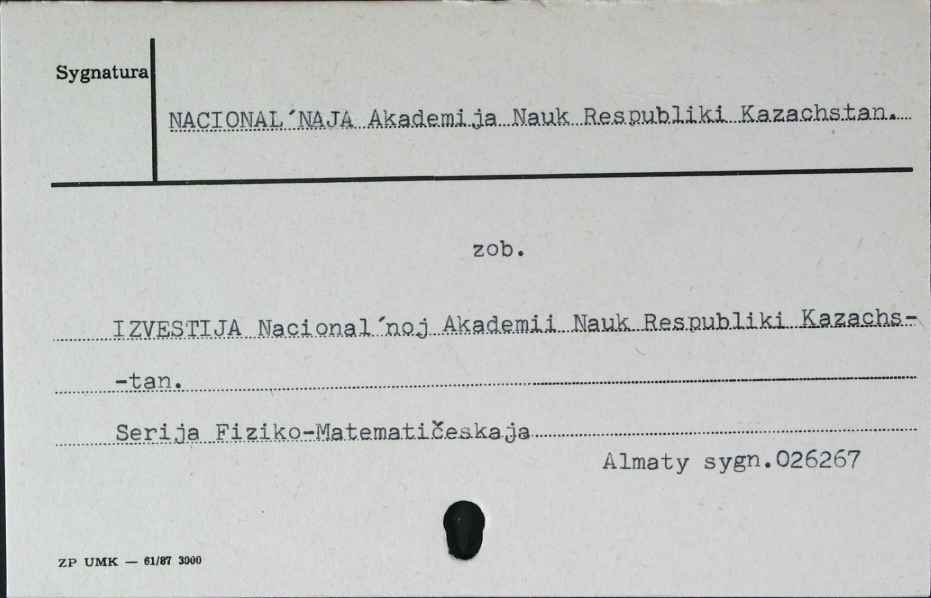 Sygnatura
NACIONAL´NAJA Akademija Nauk Respubliki Kazachstan.
zob.
IZVESTIJA Nacional´noj Akademii Nauk Respubliki Kazachs-
-tan.
Serija Fiziko-Matematičeskaja
Almaty sygn.026267
ZP UMK — 61/87 3000